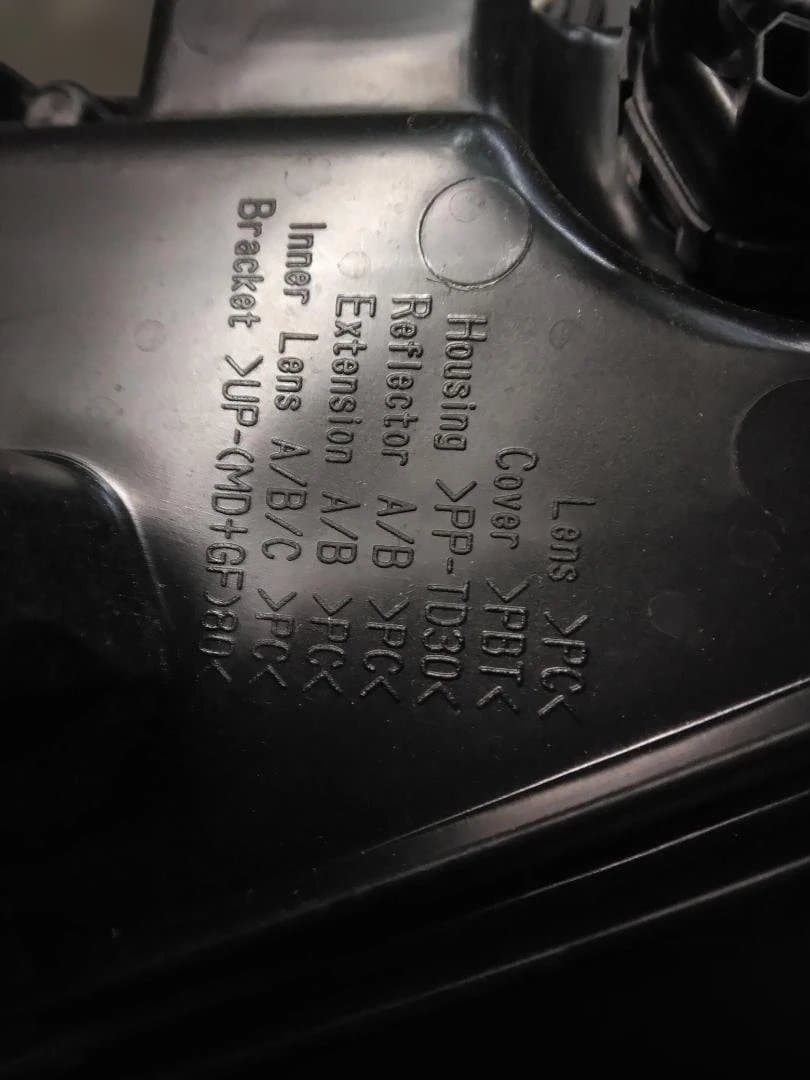 Lens >PC<
Cover >PBT<
Housing >PP-TD30<
Reflector A/B >PC<
Extension A/B >PC<
Inner Lens A/B/C >PC<
Bracket >UP-(MD+GF)80<